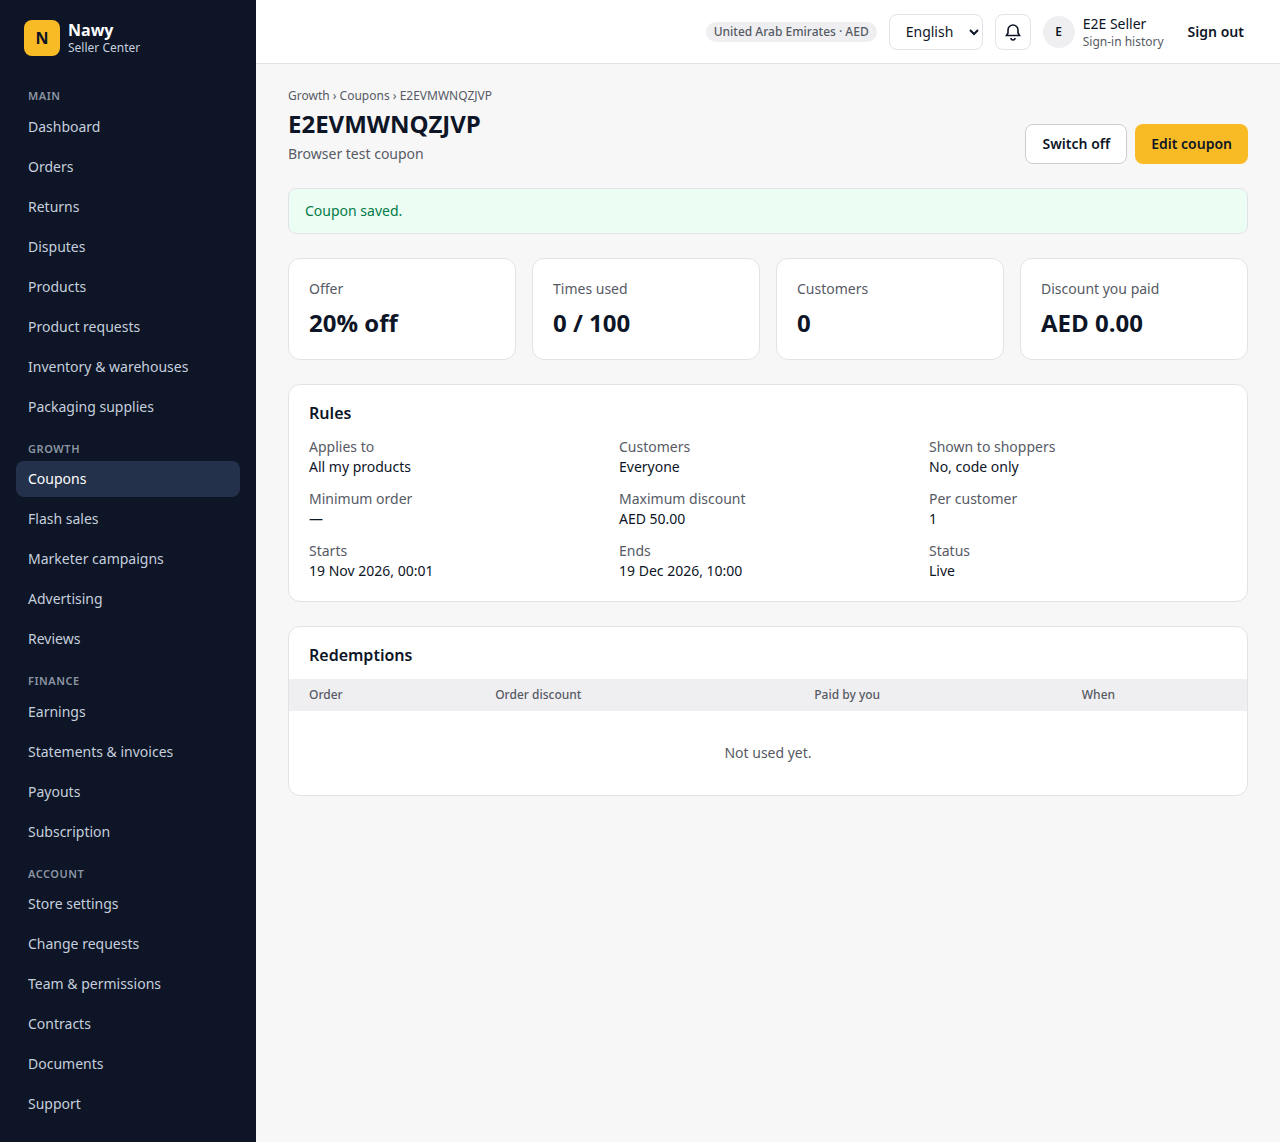 N
Nawy
Seller Center
MAIN
Dashboard
Orders
Returns
Disputes
Products
Product requests
Inventory & warehouses
Packaging supplies
GROWTH
Coupons
Flash sales
Marketer campaigns
Advertising
Reviews
FINANCE
Earnings
Statements & invoices
Payouts
Subscription
ACCOUNT
Store settings
Change requests
Team & permissions
Contracts
Documents
Support
United Arab Emirates · AED
English
E
E2E Seller
Sign-in history
Sign out
Growth › Coupons › E2EVMWNQZJVP
E2EVMWNQZJVP
Browser test coupon
Switch off
Edit coupon
Coupon saved.
Offer
20% off
Times used
0 / 100
Customers
0
Discount you paid
AED 0.00
Rules
Applies to
All my products
Customers
Everyone
Shown to shoppers
No, code only
Minimum order
—
Maximum discount
AED 50.00
Per customer
1
Starts
19 Nov 2026, 00:01
Ends
19 Dec 2026, 10:00
Status
Live
Redemptions
Order Order discount Paid by you When
Not used yet.